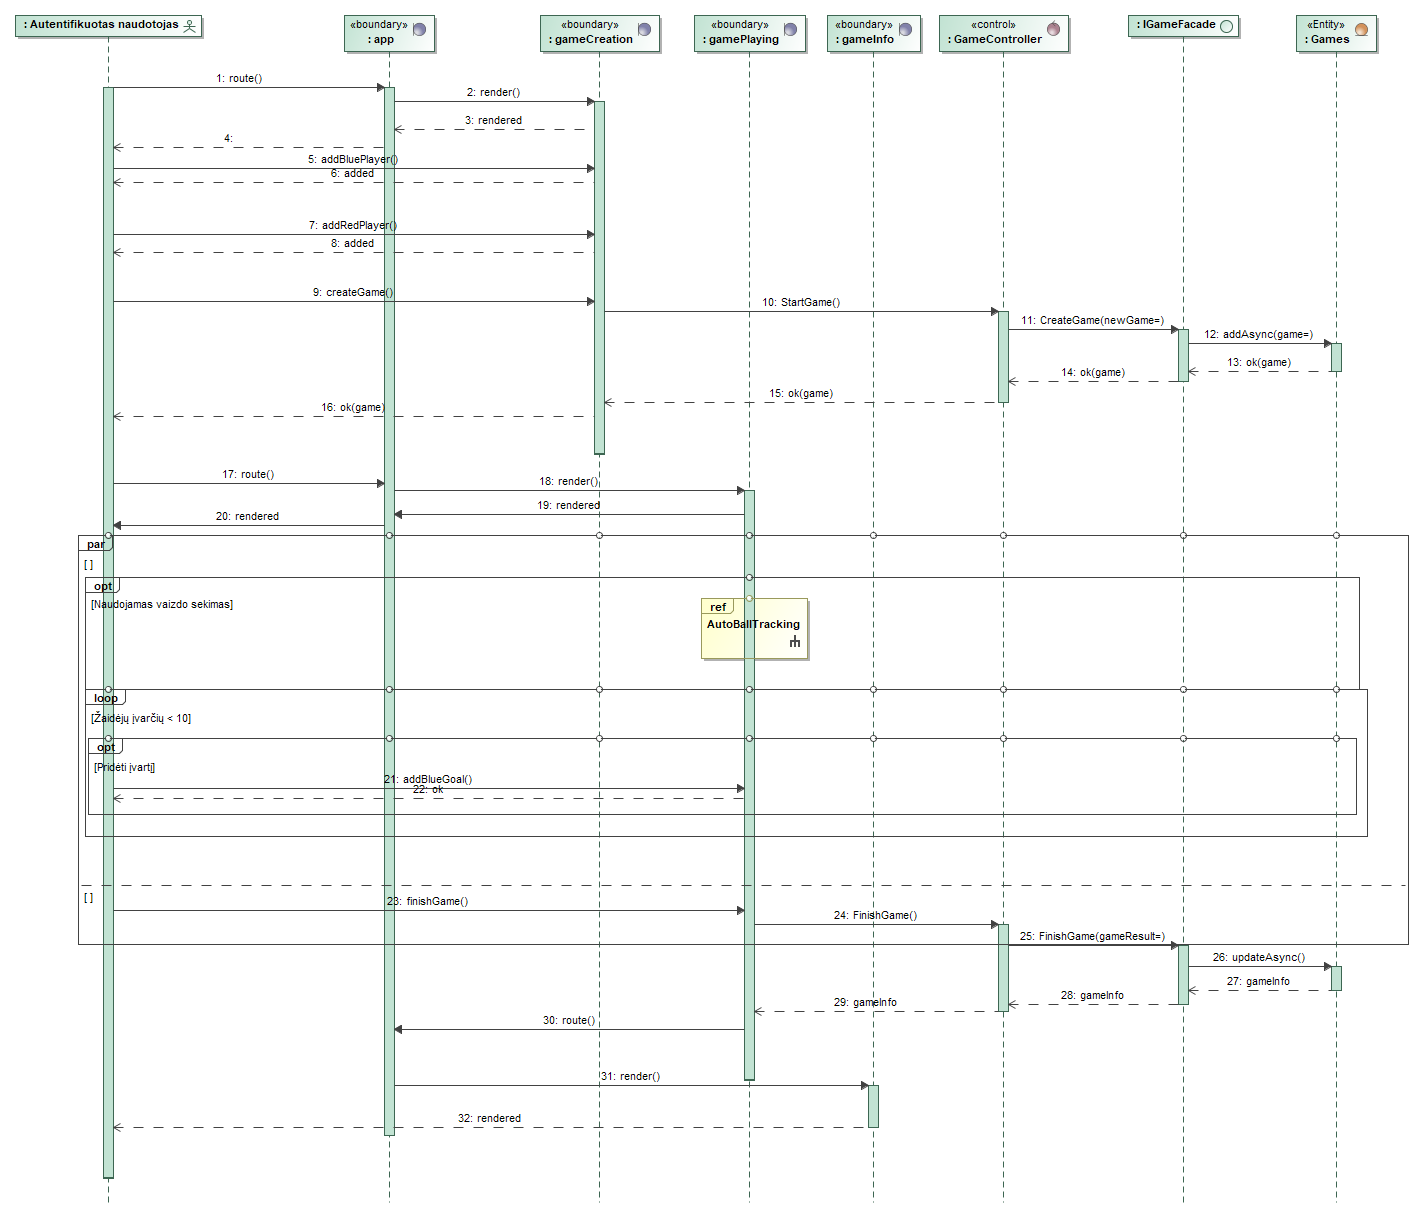 : Autentifikuotas naudotojas
«boundary»
: app
«boundary»
: gameCreation
«boundary»
: gamePlaying
«boundary»
: gameInfo
«control»
: GameController
: IGameFacade
«Entity»
: Games
1: route()
2: render()
3: rendered
4:
5: addBluePlayer()
6: added
7: addRedPlayer()
8: added
9: createGame()
10: StartGame()
11: CreateGame(newGame=)
12: addAsync(game=)
13: ok(game)
14: ok(game)
15: ok(game)
16: ok(game)
17: route()
18: render()
19: rendered
20: rendered
par
[ ]
opt
[Naudojamas vaizdo sekimas]
ref
AutoBallTracking
loop
[Žaidėjų įvarčių < 10]
opt
[Pridėti įvartį]
21: addBlueGoal()
22: ok
[ ]
23: finishGame()
24: FinishGame()
25: FinishGame(gameResult=)
26: updateAsync()
27: gameInfo
28: gameInfo
29: gameInfo
30: route()
31: render()
32: rendered